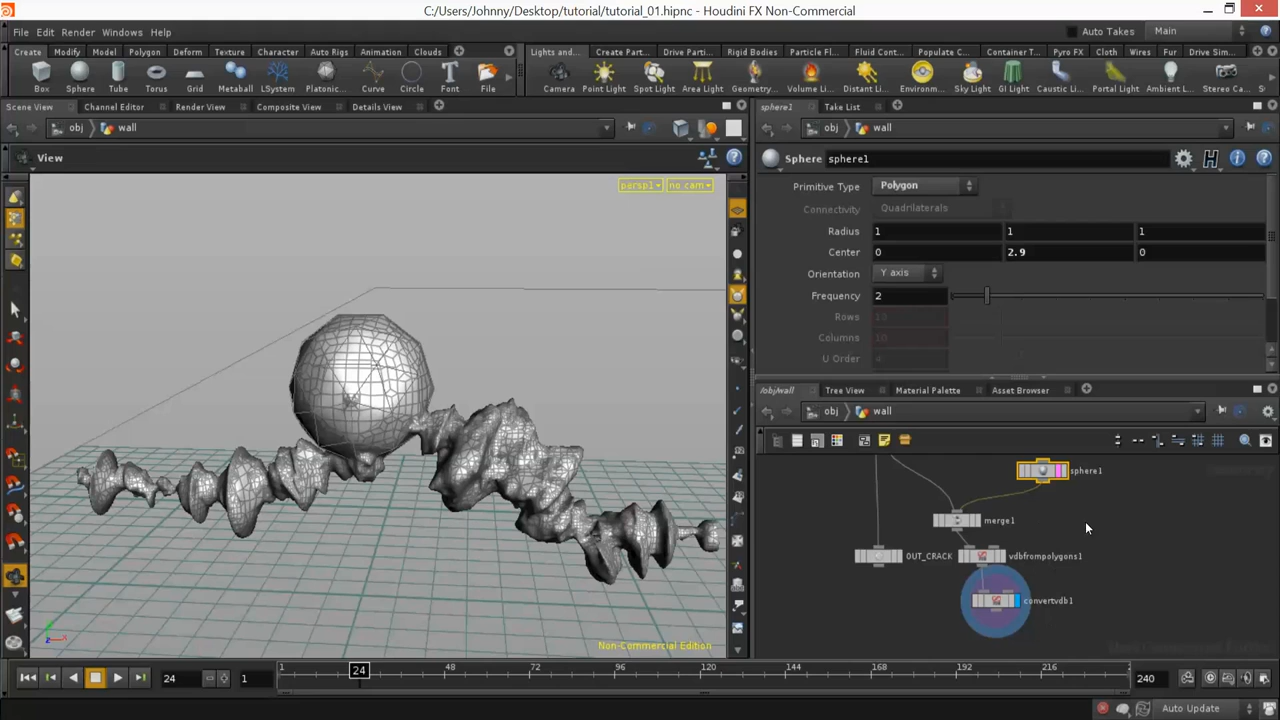 C:/Users/Johnny/Desktop/tutorial/tutorial_01.hipnc - Houdini FX Non-Commercial
File Edit Render Windows Help
Auto Takes Main
Create Modify Model Polygon Deform Texture Character Auto Rigs Animation Clouds
Lights and... Create Part... Drive Parti... Rigid Bodies Particle Fl... Fluid Cont... Populate C... Container T... Pyro FX Cloth Wires Fur Drive Sim...
Box Sphere Tube Torus Grid Metaball LSystem Platonic... Curve Circle Font File
Camera Point Light Spot Light Area Light Geometry... Volume Li... Distant Li... Environm... Sky Light GI Light Caustic Li... Portal Light Ambient L... Stereo Ca...
Scene View Channel Editor Render View Composite View Details View
sphere1 Take List
obj wall
obj wall
View
Sphere sphere1
persp1 no cam
Primitive Type Polygon
Connectivity Quadrilaterals
Radius 1 1 1
Center 0 2.9 0
Orientation Y axis
Frequency 2
Rows 13
Columns 10
U Order 4
/obj/wall Tree View Material Palette Asset Browser
obj wall
sphere1
merge1
OUT_CRACK vdbfrompolygons1
convertvdb1
Non-Commercial Edition
24 1 1 24 48 72 96 120 144 168 192 216 240
Auto Update